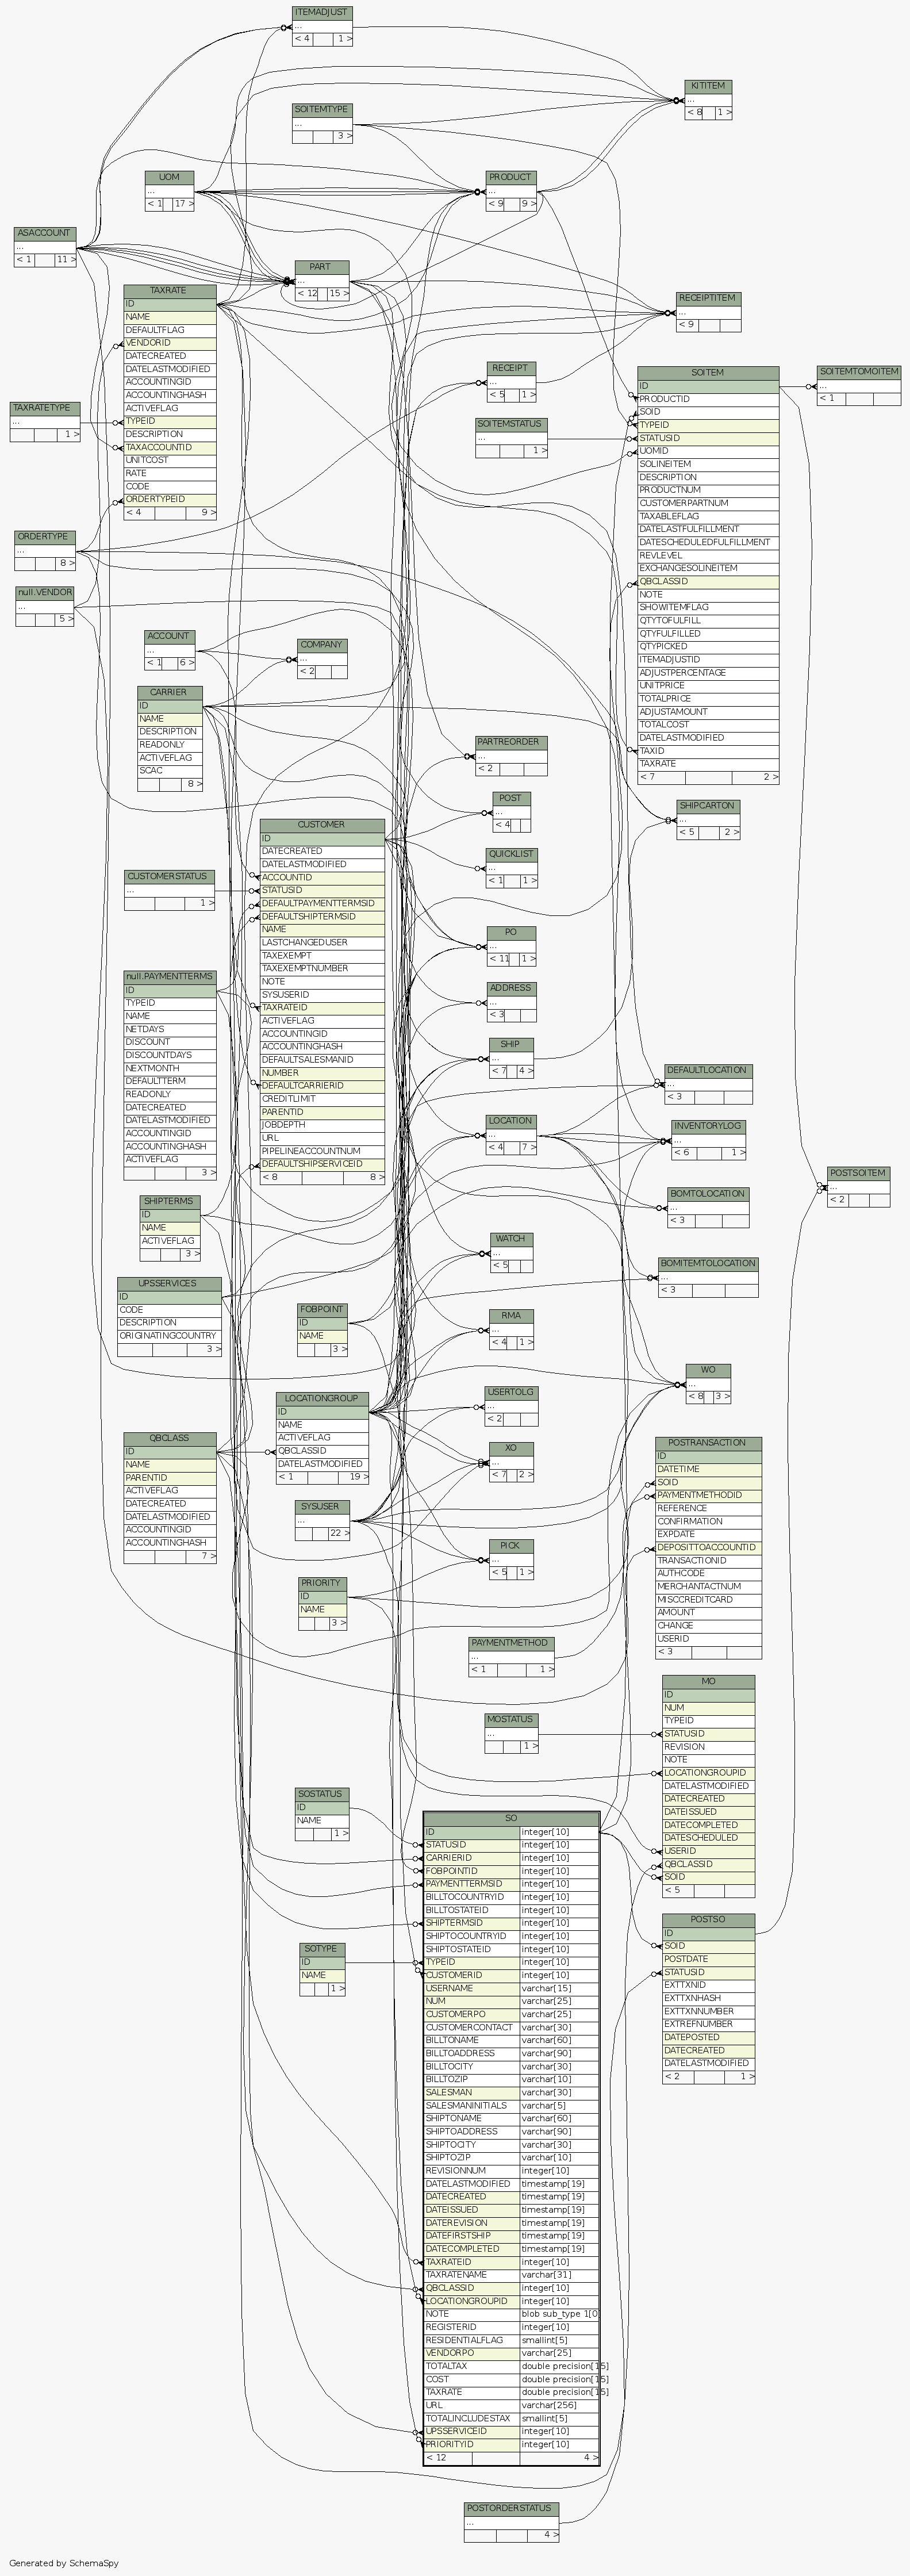 ITEMADJUST
...
< 4 1 >
KITITEM
...
< 8 1 >
SOITEMTYPE
...
3 >
UOM
...
< 1 17 >
PRODUCT
...
< 9 9 >
ASACCOUNT
...
< 1 11 >
PART
...
< 12 15 >
TAXRATE
ID
NAME
DEFAULTFLAG
VENDORID
DATECREATED
DATELASTMODIFIED
ACCOUNTINGID
ACCOUNTINGHASH
ACTIVEFLAG
TYPEID
DESCRIPTION
TAXACCOUNTID
UNITCOST
RATE
CODE
ORDERTYPEID
< 4 9 >
RECEIPTITEM
...
< 9
RECEIPT
...
< 5 1 >
SOITEM
ID
PRODUCTID
SOID
TYPEID
STATUSID
UOMID
SOLINEITEM
DESCRIPTION
PRODUCTNUM
CUSTOMERPARTNUM
TAXABLEFLAG
DATELASTFULFILLMENT
DATESCHEDULEDFULFILLMENT
REVLEVEL
EXCHANGESOLINEITEM
QBCLASSID
NOTE
SHOWITEMFLAG
QTYTOFULFILL
QTYFULFILLED
QTYPICKED
ITEMADJUSTID
ADJUSTPERCENTAGE
UNITPRICE
TOTALPRICE
ADJUSTAMOUNT
TOTALCOST
DATELASTMODIFIED
TAXID
TAXRATE
< 7 2 >
SOITEMTOMOITEM
...
< 1
TAXRATETYPE
...
1 >
SOITEMSTATUS
...
1 >
ORDERTYPE
...
8 >
null.VENDOR
...
5 >
ACCOUNT
...
< 1 6 >
COMPANY
...
< 2
CARRIER
ID
NAME
DESCRIPTION
READONLY
ACTIVEFLAG
SCAC
8 >
PARTREORDER
...
< 2
POST
...
< 4
SHIPCARTON
...
< 5 2 >
CUSTOMER
ID
DATECREATED
DATELASTMODIFIED
ACCOUNTID
STATUSID
DEFAULTPAYMENTTERMSID
DEFAULTSHIPTERMSID
NAME
LASTCHANGEDUSER
TAXEXEMPT
TAXEXEMPTNUMBER
NOTE
SYSUSERID
TAXRATEID
ACTIVEFLAG
ACCOUNTINGID
ACCOUNTINGHASH
DEFAULTSALESMANID
NUMBER
DEFAULTCARRIERID
CREDITLIMIT
PARENTID
JOBDEPTH
URL
PIPELINEACCOUNTNUM
DEFAULTSHIPSERVICEID
< 8 8 >
QUICKLIST
...
< 1 1 >
CUSTOMERSTATUS
...
1 >
PO
...
< 11 1 >
null.PAYMENTTERMS
ID
TYPEID
NAME
NETDAYS
DISCOUNT
DISCOUNTDAYS
NEXTMONTH
DEFAULTTERM
READONLY
DATECREATED
DATELASTMODIFIED
ACCOUNTINGID
ACCOUNTINGHASH
ACTIVEFLAG
3 >
ADDRESS
...
< 3
SHIP
...
< 7 4 >
DEFAULTLOCATION
...
< 3
LOCATION
...
< 4 7 >
INVENTORYLOG
...
< 6 1 >
POSTSOITEM
...
< 2
BOMTOLOCATION
...
< 3
SHIPTERMS
ID
NAME
ACTIVEFLAG
3 >
WATCH
...
< 5
BOMITEMTOLOCATION
...
< 3
UPSSERVICES
ID
CODE
DESCRIPTION
ORIGINATINGCOUNTRY
3 >
FOBPOINT
ID
NAME
3 >
RMA
...
< 4 1 >
WO
...
< 8 3 >
LOCATIONGROUP
ID
NAME
ACTIVEFLAG
QBCLASSID
DATELASTMODIFIED
< 1 19 >
USERTOLG
...
< 2
QBCLASS
ID
NAME
PARENTID
ACTIVEFLAG
DATECREATED
DATELASTMODIFIED
ACCOUNTINGID
ACCOUNTINGHASH
7 >
XO
...
< 7 2 >
POSTRANSACTION
ID
DATETIME
SOID
PAYMENTMETHODID
REFERENCE
CONFIRMATION
EXPDATE
DEPOSITTOACCOUNTID
TRANSACTIONID
AUTHCODE
MERCHANTACTNUM
MISCCREDITCARD
AMOUNT
CHANGE
USERID
< 3
SYSUSER
...
22 >
PICK
...
< 5 1 >
PRIORITY
ID
NAME
3 >
PAYMENTMETHOD
...
< 1 1 >
MO
ID
NUM
TYPEID
STATUSID
REVISION
NOTE
LOCATIONGROUPID
DATELASTMODIFIED
DATECREATED
DATEISSUED
DATECOMPLETED
DATESCHEDULED
USERID
QBCLASSID
SOID
< 5
MOSTATUS
...
1 >
SOSTATUS
ID
NAME
1 >
SO
ID integer[10]
STATUSID integer[10]
CARRIERID integer[10]
FOBPOINTID integer[10]
PAYMENTTERMSID integer[10]
BILLTOCOUNTRYID integer[10]
BILLTOSTATEID integer[10]
SHIPTERMSID integer[10]
SHIPTOCOUNTRYID integer[10]
SHIPTOSTATEID integer[10]
TYPEID integer[10]
CUSTOMERID integer[10]
USERNAME varchar[15]
NUM varchar[25]
CUSTOMERPO varchar[25]
CUSTOMERCONTACT varchar[30]
BILLTONAME varchar[60]
BILLTOADDRESS varchar[90]
BILLTOCITY varchar[30]
BILLTOZIP varchar[10]
SALESMAN varchar[30]
SALESMANINITIALS varchar[5]
SHIPTONAME varchar[60]
SHIPTOADDRESS varchar[90]
SHIPTOCITY varchar[30]
SHIPTOZIP varchar[10]
REVISIONNUM integer[10]
DATELASTMODIFIED timestamp[19]
DATECREATED timestamp[19]
DATEISSUED timestamp[19]
DATEREVISION timestamp[19]
DATEFIRSTSHIP timestamp[19]
DATECOMPLETED timestamp[19]
TAXRATEID integer[10]
TAXRATENAME varchar[31]
QBCLASSID integer[10]
LOCATIONGROUPID integer[10]
NOTE blob sub_type 1[0]
REGISTERID integer[10]
RESIDENTIALFLAG smallint[5]
VENDORPO varchar[25]
TOTALTAX double precision[15]
COST double precision[15]
TAXRATE double precision[15]
URL varchar[256]
TOTALINCLUDESTAX smallint[5]
UPSSERVICEID integer[10]
PRIORITYID integer[10]
< 12 4 >
POSTSO
ID
SOID
POSTDATE
STATUSID
EXTTXNID
EXTTXNHASH
EXTTXNNUMBER
EXTREFNUMBER
DATEPOSTED
DATECREATED
DATELASTMODIFIED
< 2 1 >
SOTYPE
ID
NAME
1 >
POSTORDERSTATUS
...
4 >
Generated by SchemaSpy